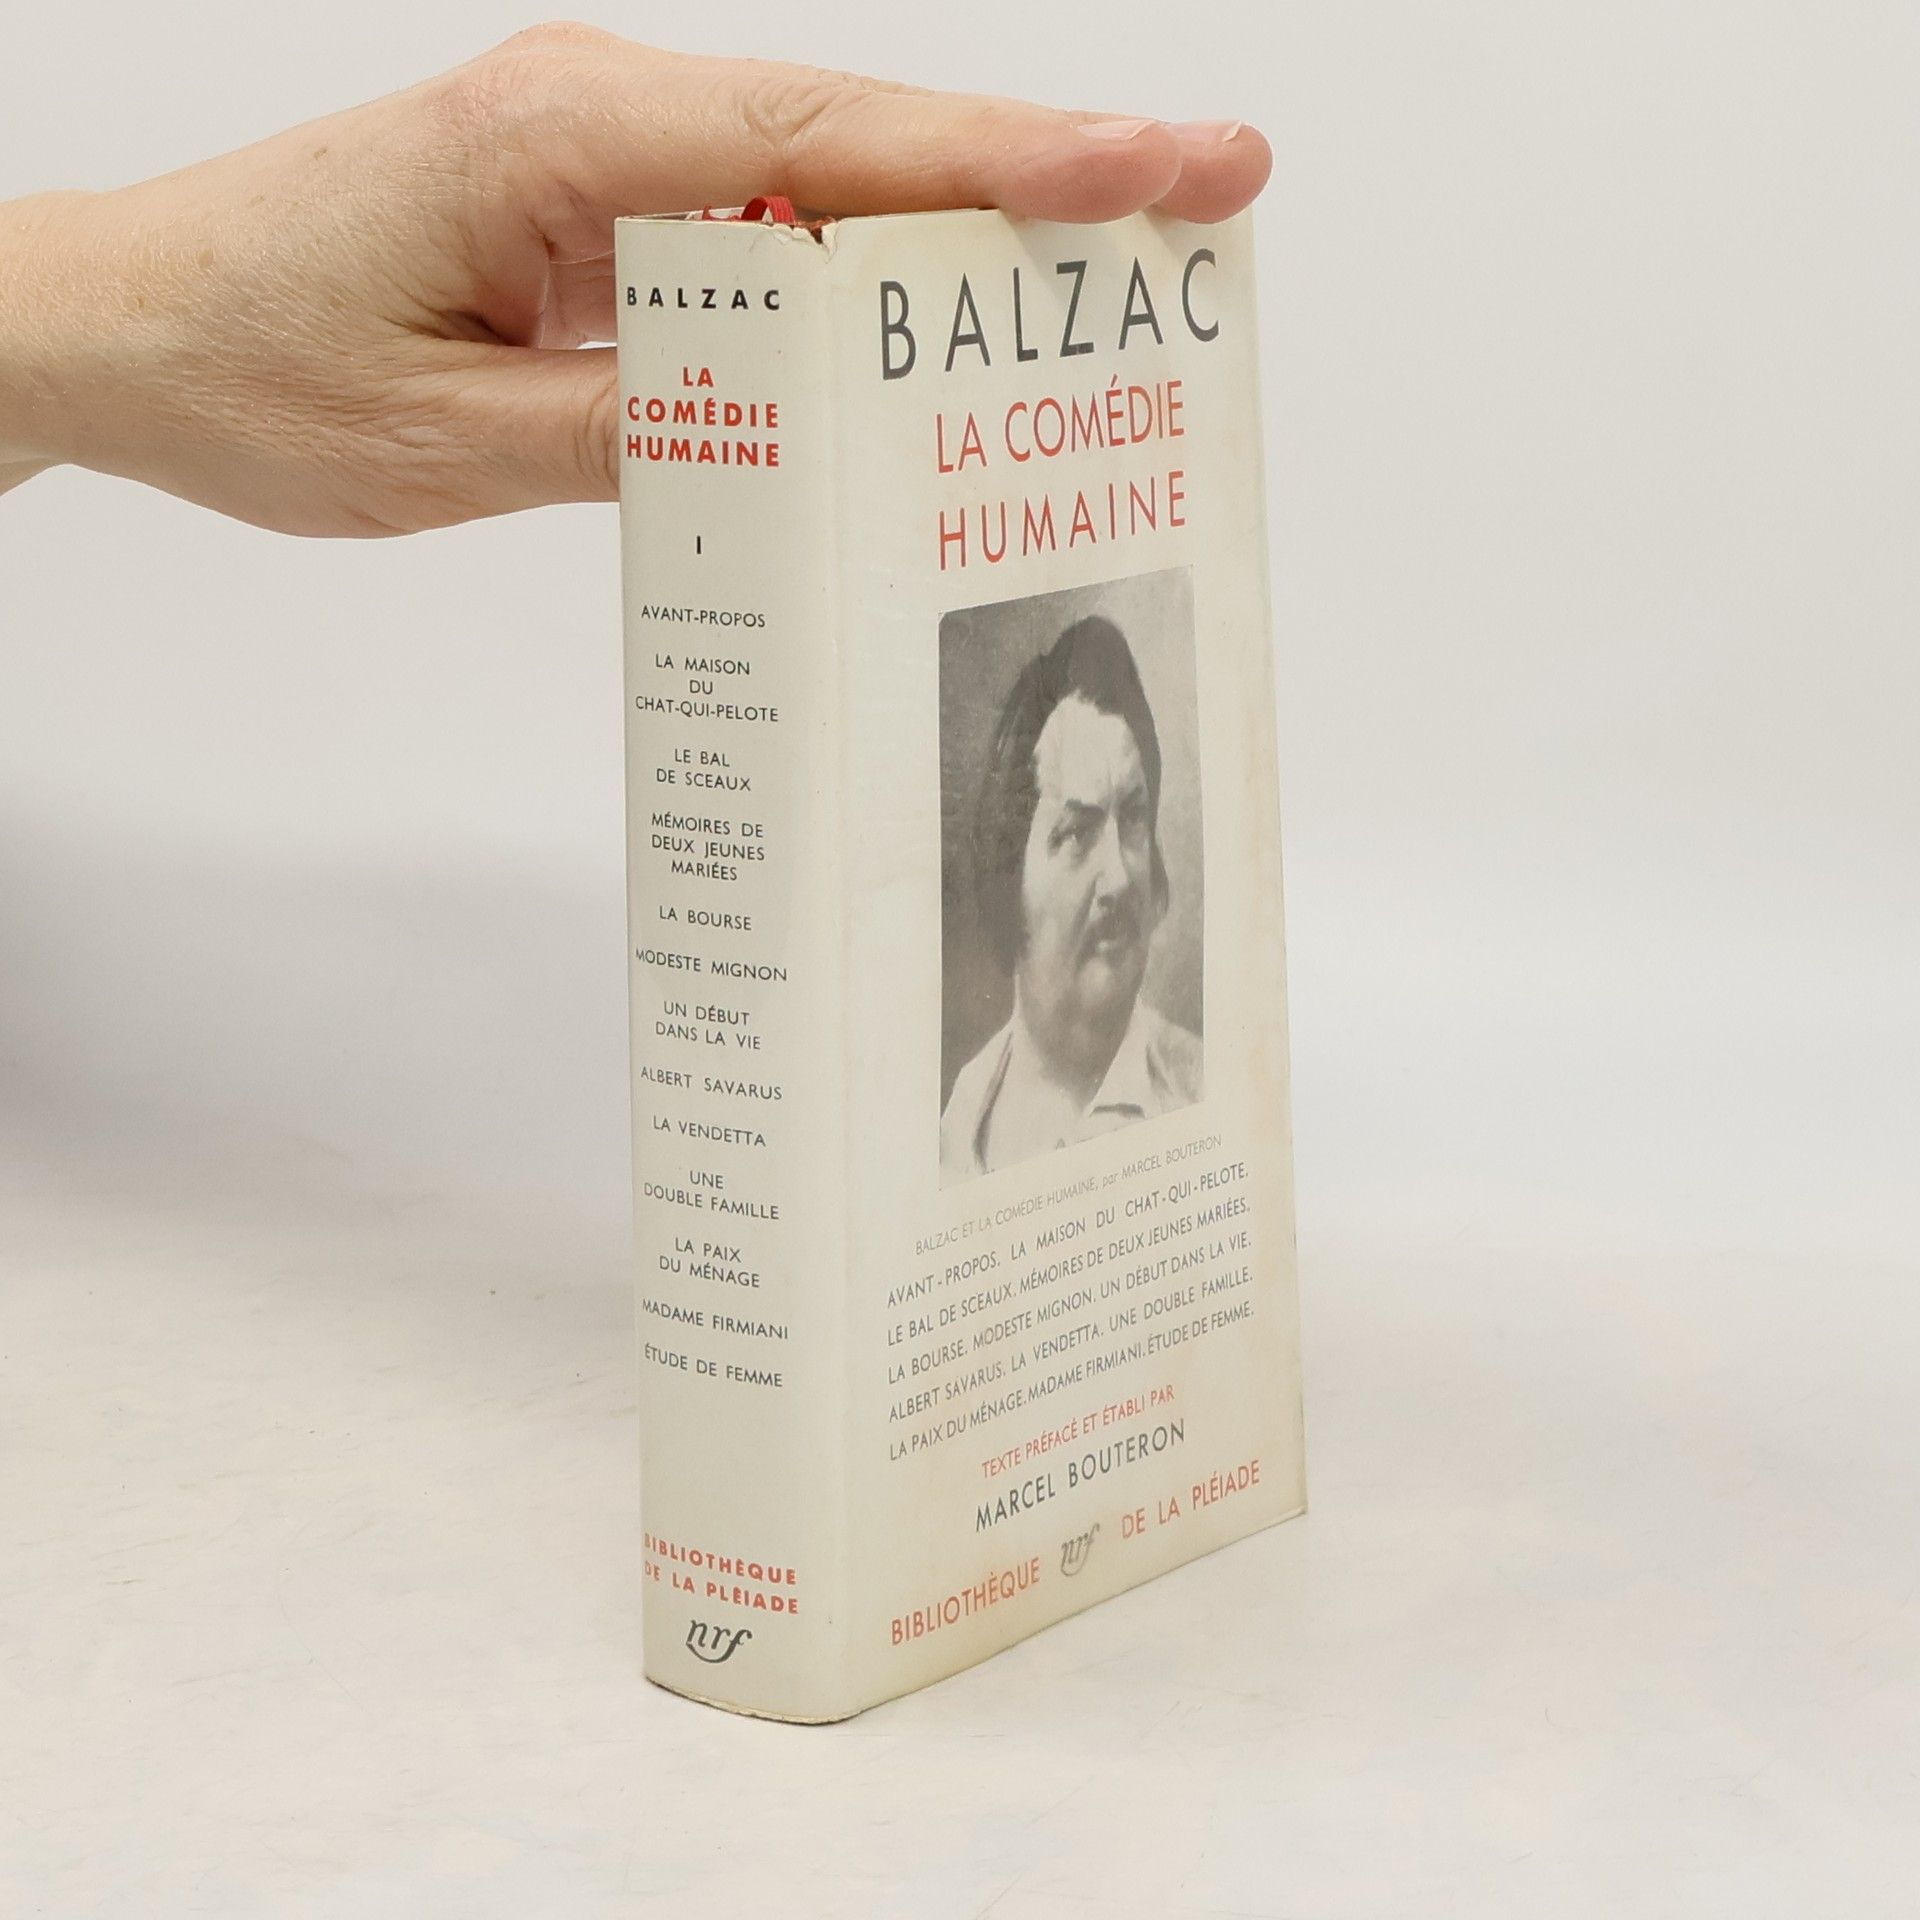 BALZAC
LA
COMÉDIE
HUMAINE
I
AVANT-PROPOS
LA MAISON
DU
CHAT-QUI-PELOTE
LE BAL
DE SCEAUX
MÉMOIRES DE
DEUX JEUNES
MARIÉES
LA BOURSE
MODESTE MIGNON
UN DÉBUT
DANS LA VIE
ALBERT SAVARUS
LA VENDETTA
UNE
DOUBLE FAMILLE
LA PAIX
DU MÉNAGE
MADAME FIRMIANI
ÉTUDE DE FEMME
BIBLIOTHÈQUE
DE LA PLÉIADE
nrf
BALZAC
LA COMÉDIE
HUMAINE
BALZAC ET LA COMÉDIE HUMAINE, par MARCEL BOUTERON
AVANT-PROPOS. LA MAISON DU CHAT-QUI-PELOTE.
LE BAL DE SCEAUX. MÉMOIRES DE DEUX JEUNES MARIÉES.
LA BOURSE. MODESTE MIGNON. UN DÉBUT DANS LA VIE.
ALBERT SAVARUS. LA VENDETTA. UNE DOUBLE FAMILLE.
LA PAIX DU MÉNAGE. MADAME FIRMIANI. ÉTUDE DE FEMME.
TEXTE PRÉFACÉ ET ÉTABLI PAR
MARCEL BOUTERON
BIBLIOTHÈQUE nrf DE LA PLÉIADE